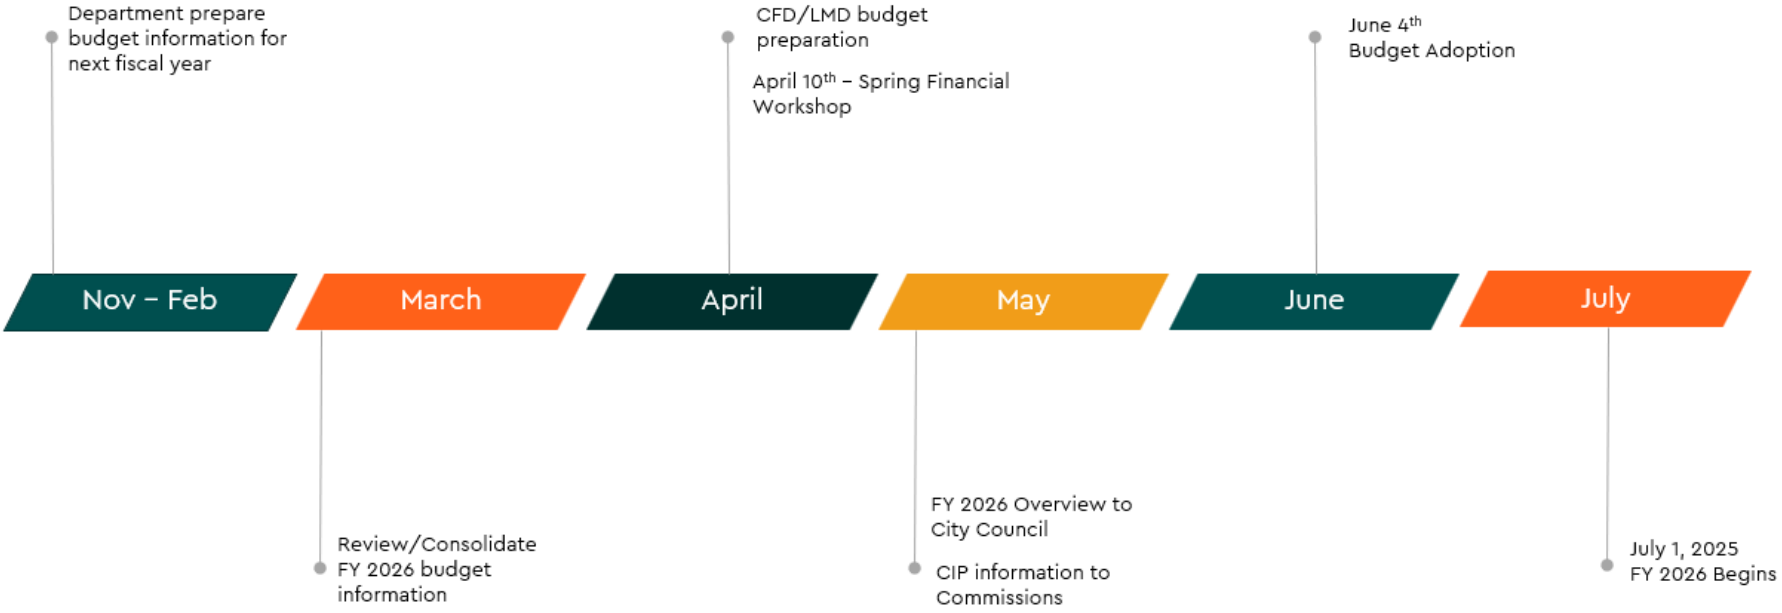 Department prepare
budget information for
next fiscal year
CFD/LMD budget
preparation
April 10th – Spring Financial
Workshop
June 4th
Budget Adoption
Nov – Feb
March
April
May
June
July
Review/Consolidate
FY 2026 budget
information
FY 2026 Overview to
City Council
CIP information to
Commissions
July 1, 2025
FY 2026 Begins